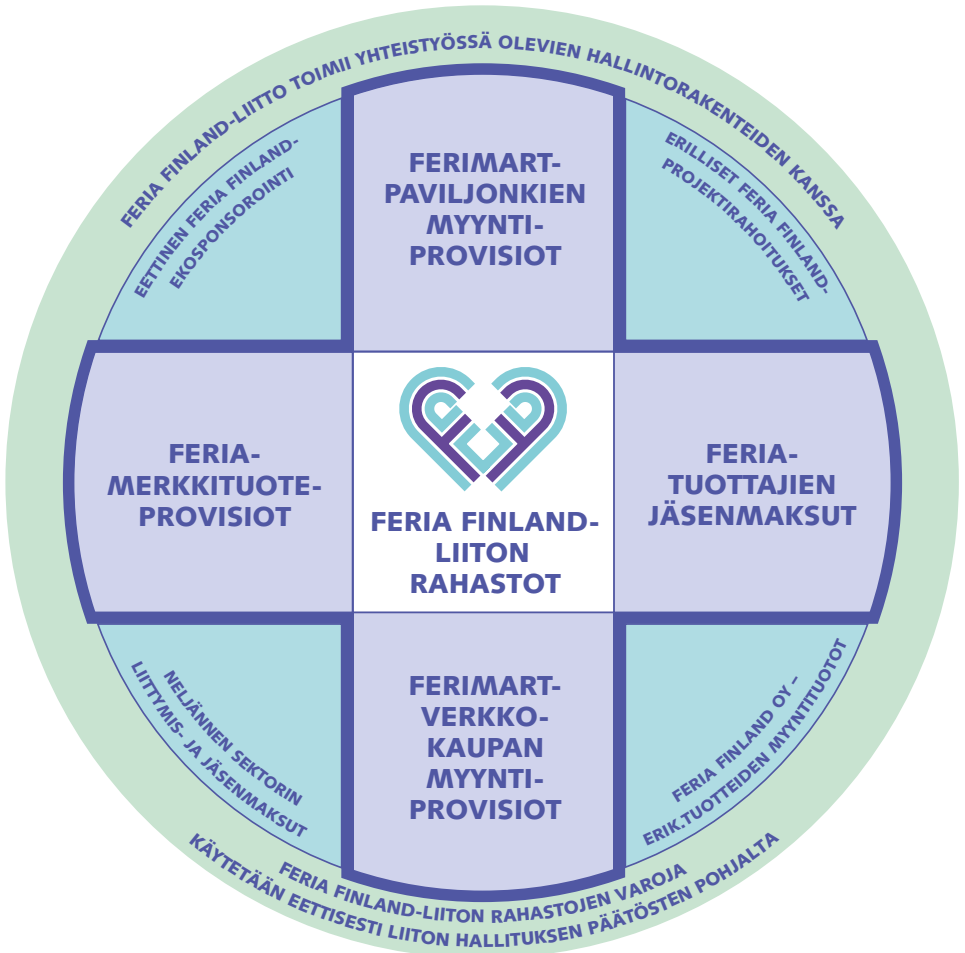 FERIA FINLAND-LIITTO TOIMII YHTEISTYÖSSÄ OLEVIEN HALLINTORAKENTEIDEN KANSSA
EETTINEN FERIA FINLAND-
EKOSPONSOROINTI
FERIMART-
PAVILJONKIEN
MYYNTI-
PROVISIOT
ERILLISET FERIA FINLAND-
PROJEKTIRAHOITUKSET
FERIA-
MERKKITUOTE-
PROVISIOT
FERIA FINLAND-
LIITON
RAHASTOT
FERIA-
TUOTTAJIEN
JÄSENMAKSUT
NELJÄNNEN SEKTORIN
LIITTYMIS. JA JÄSENMAKSUT
FERIMART-
VERKKO-
KAUPAN
MYYNTI-
PROVISIOT
FERIA FINLAND OY –
ERIK.TUOTTEIDEN MYYNTITUOTOT
FERIA FINLAND-LIITON RAHASTOJEN VAROJA
KÄYTETÄÄN EETTISESTI LIITON HALLITUKSEN PÄÄTÖSTEN POHJALTA